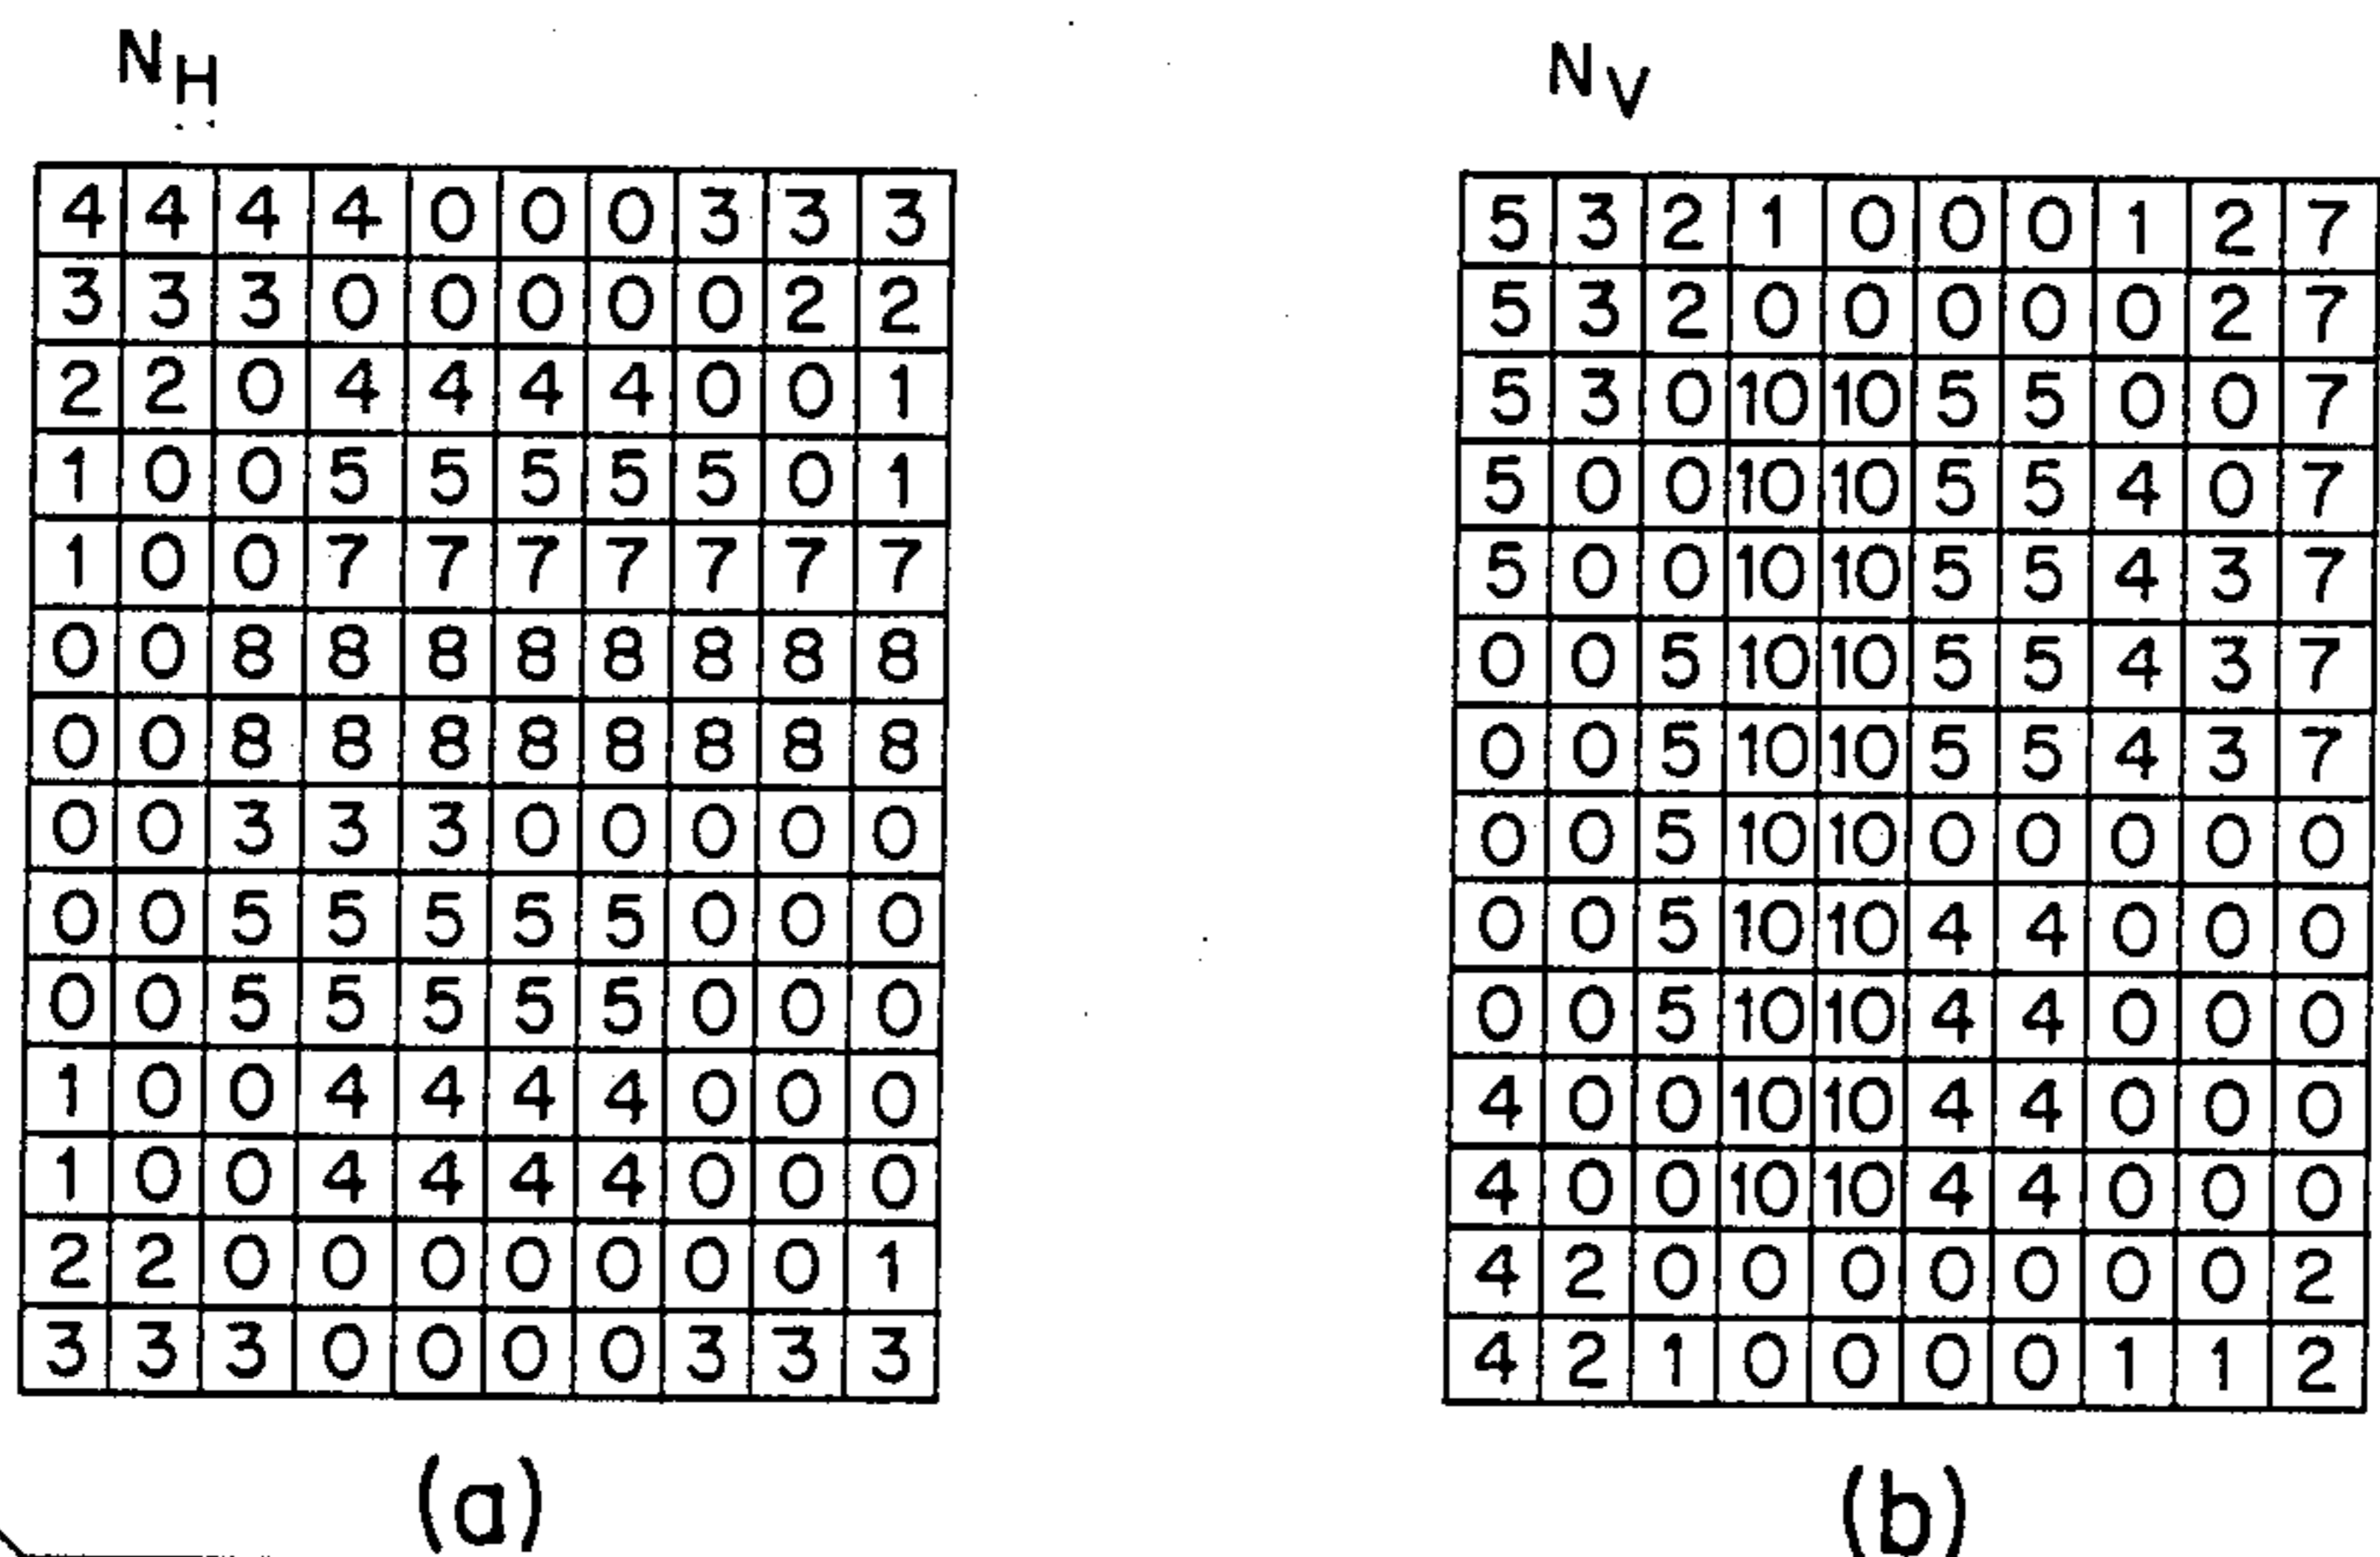 N_H
4 4 4 4 0 0 0 3 3 3
3 3 3 0 0 0 0 0 2 2
2 2 0 4 4 4 4 0 0 1
1 0 0 5 5 5 5 5 0 1
1 0 0 7 7 7 7 7 7 7
0 0 8 8 8 8 8 8 8 8
0 0 8 8 8 8 8 8 8 8
0 0 3 3 3 0 0 0 0 0
0 0 5 5 5 5 5 0 0 0
0 0 5 5 5 5 5 0 0 0
1 0 0 4 4 4 4 0 0 0
1 0 0 4 4 4 4 0 0 0
2 2 0 0 0 0 0 0 0 1
3 3 3 0 0 0 0 3 3 3
(a)
N_V
5 3 2 1 0 0 0 1 2 7
5 3 2 0 0 0 0 0 2 7
5 3 0 10 10 5 5 0 0 7
5 0 0 10 10 5 5 4 0 7
5 0 0 10 10 5 5 4 3 7
0 0 5 10 10 5 5 4 3 7
0 0 5 10 10 5 5 4 3 7
0 0 5 10 10 0 0 0 0 0
0 0 5 10 10 4 4 0 0 0
0 0 5 10 10 4 4 0 0 0
4 0 0 10 10 4 4 0 0 0
4 0 0 10 10 4 4 0 0 0
4 2 0 0 0 0 0 0 0 2
4 2 1 0 0 0 0 1 1 2
(b)